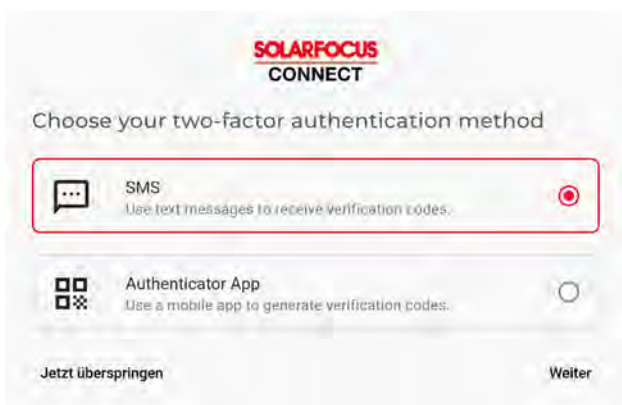 SOLARFOCUS
CONNECT
Choose your two-factor authentication method
SMS
Use text messages to receive verification codes.
Authenticator App
Use a mobile app to generate verification codes.
Jetzt überspringen
Weiter